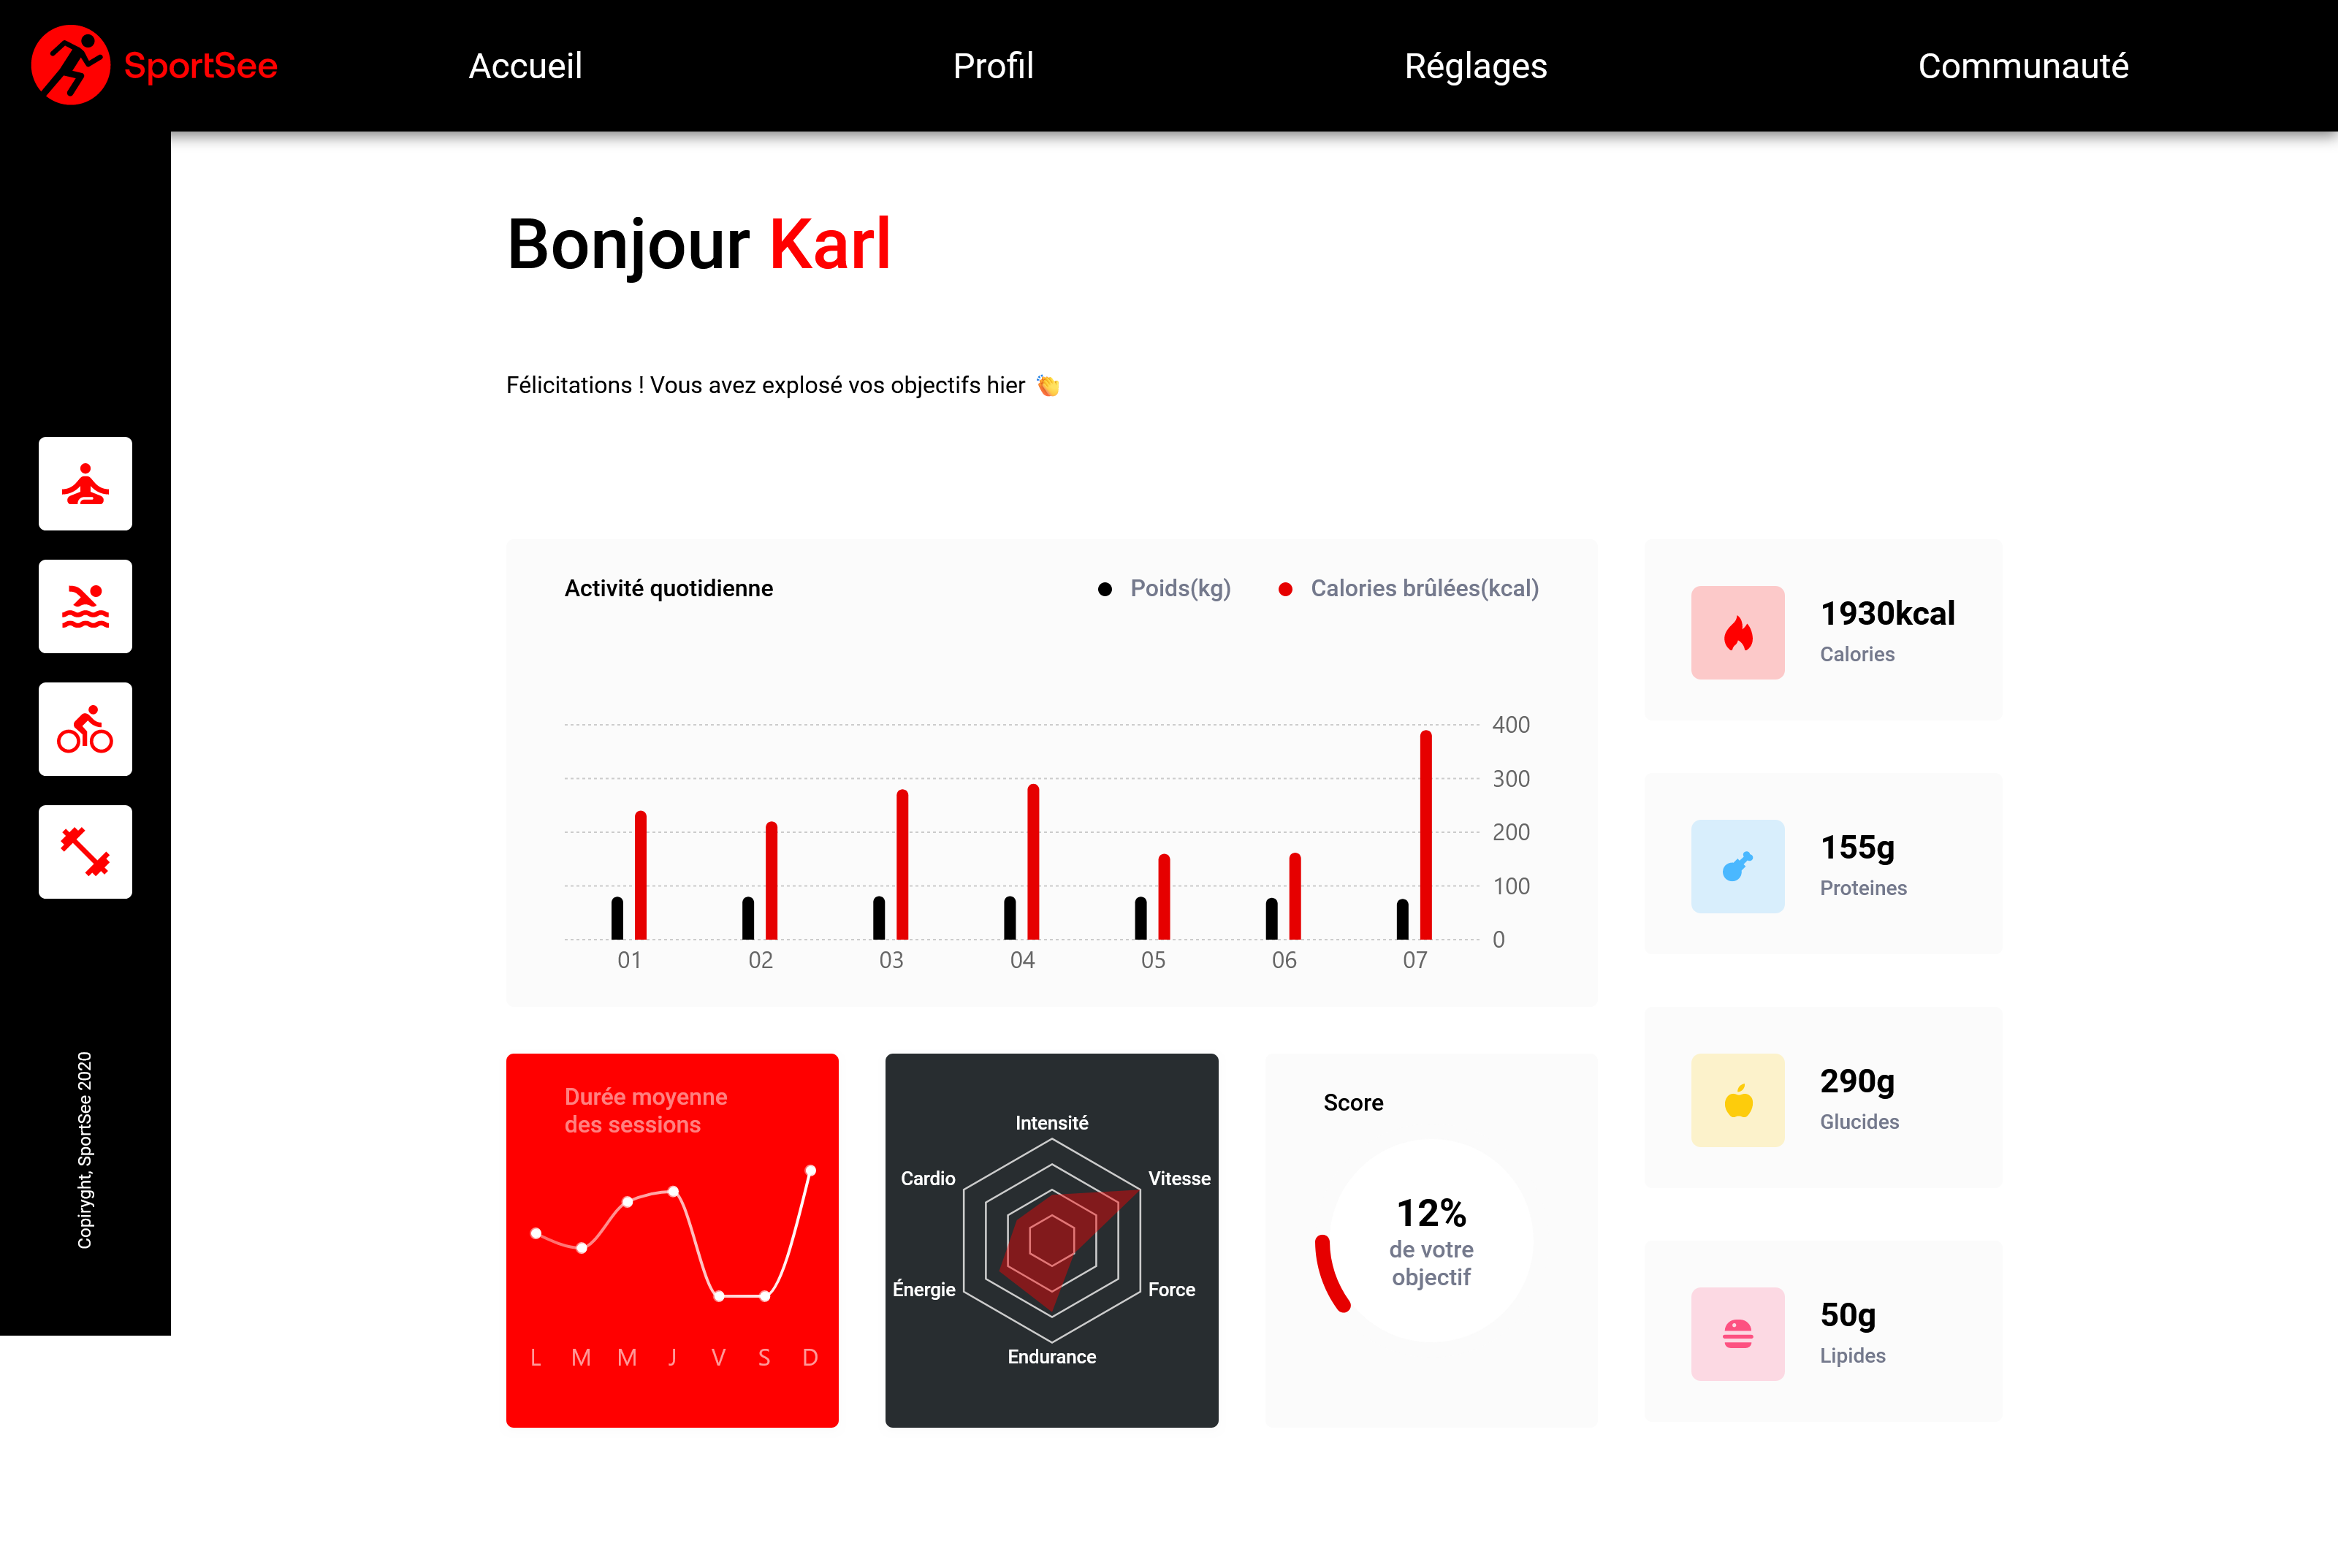 SportSee
Accueil
Profil
Réglages
Communauté
Bonjour Karl
Félicitations ! Vous avez explosé vos objectifs hier 👏
Activité quotidienne
Poids(kg)
Calories brûlées(kcal)
400
300
200
100
0
01
02
03
04
05
06
07
1930kcal
Calories
155g
Proteines
290g
Glucides
50g
Lipides
Durée moyenne
des sessions
L
M
M
J
V
S
D
Intensité
Vitesse
Force
Endurance
Énergie
Cardio
Score
12%
de votre
objectif
Copiryght, SportSee 2020